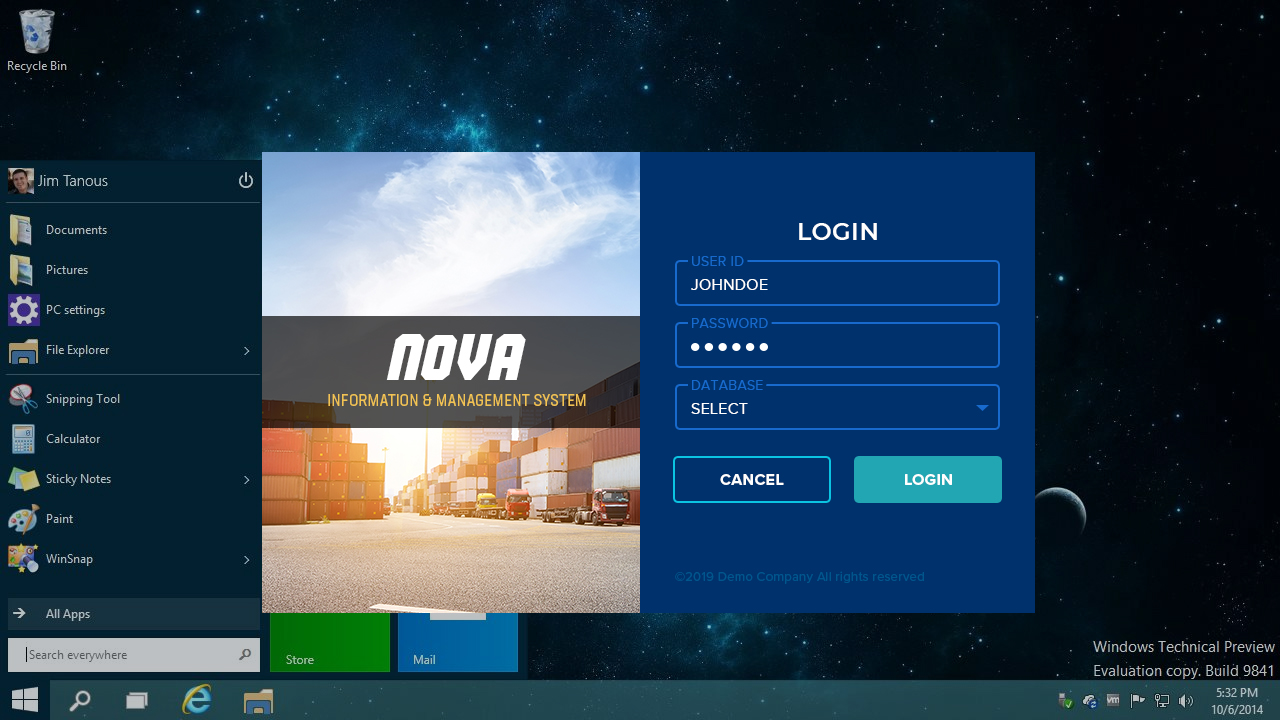 Recycle Bin
Jim Tanous
Documents
Pictures
PC settings
File Explorer
Snipping Tool
Calculator
Sticky Notes
Paint
WinSnap
All Apps
Search everywhere
NOVA
INFORMATION & MANAGEMENT SYSTEM
LOGIN
USER ID
JOHNDOE
PASSWORD
DATABASE
SELECT
CANCEL
LOGIN
©2019 Demo Company All rights reserved
Store
Mail
Windows Technical Preview
Evaluation copy. Build 9841
5:32 PM
10/6/2014